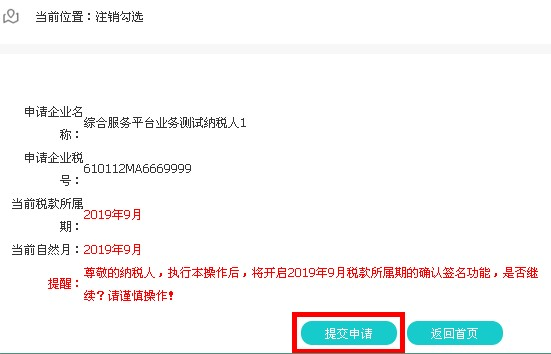 当前位置：注销勾选
申请企业名
称：
综合服务平台业务测试纳税人1
申请企业税
号：
610112MA6669999
当前税款所属
期：
2019年9月
当前自然月：2019年9月
提醒：
尊敬的纳税人，执行本操作后，将开启2019年9月税款所属期的确认签名功能，是否继
续？请谨慎操作！
提交申请 返回首页